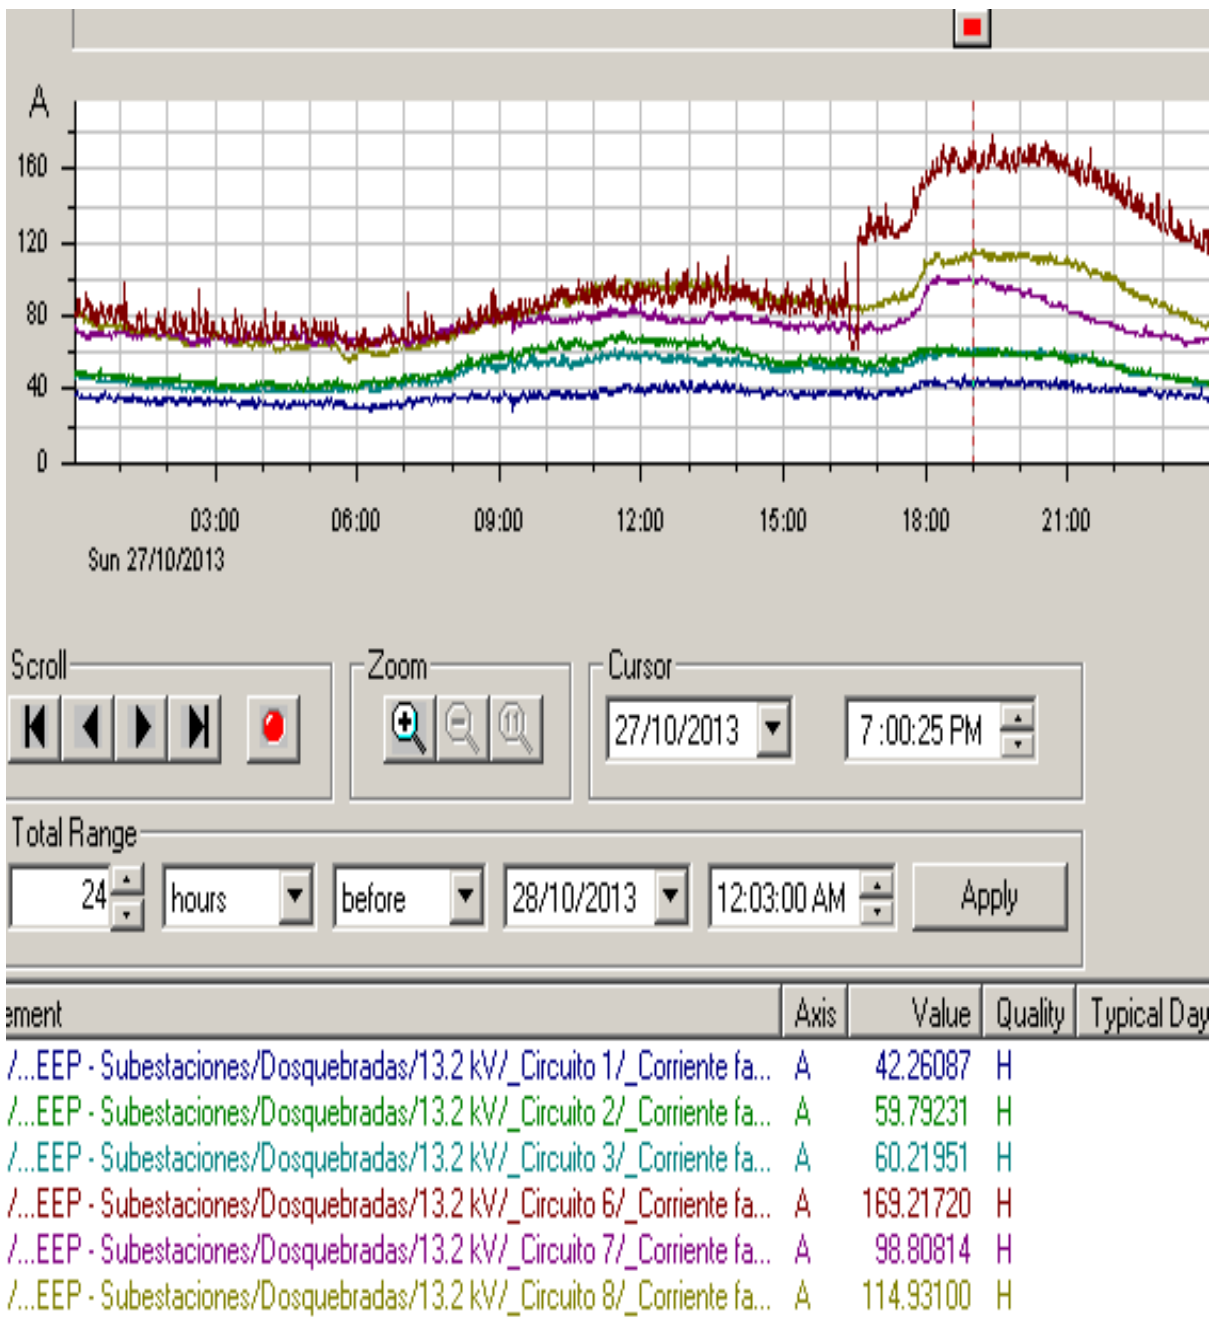 A
160
120
80
40
0
03:00 06:00 09:00 12:00 15:00 18:00 21:00
Sun 27/10/2013
Scroll Zoom Cursor
27/10/2013 7:00:25 PM
Total Range
24 hours before 28/10/2013 12:03:00 AM Apply
ement Axis Value Quality Typical Day
/...EEP - Subestaciones/Dosquebradas/13.2 kV/_Circuito 1/_Corriente fa... A 42.26087 H
/...EEP - Subestaciones/Dosquebradas/13.2 kV/_Circuito 2/_Corriente fa... A 59.79231 H
/...EEP - Subestaciones/Dosquebradas/13.2 kV/_Circuito 3/_Corriente fa... A 60.21951 H
/...EEP - Subestaciones/Dosquebradas/13.2 kV/_Circuito 6/_Corriente fa... A 169.21720 H
/...EEP - Subestaciones/Dosquebradas/13.2 kV/_Circuito 7/_Corriente fa... A 98.80814 H
/...EEP - Subestaciones/Dosquebradas/13.2 kV/_Circuito 8/_Corriente fa... A 114.93100 H